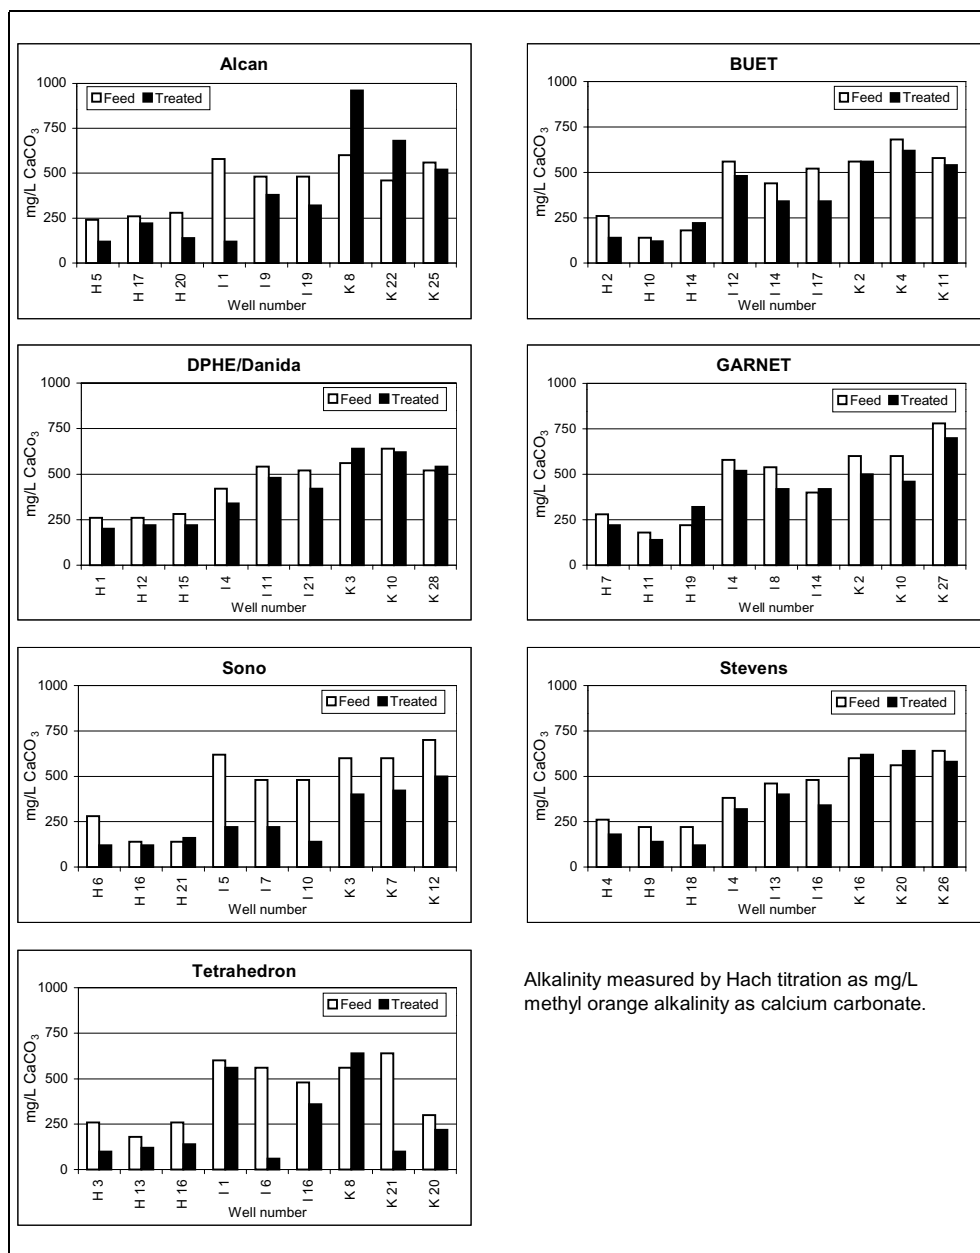 Alcan
1000
750
500
250
0
mg/L CaCO3
Feed Treated
H 5 H 17 H 20 I 1 I 9 I 19 K 8 K 22 K 25
Well number
BUET
1000
750
500
250
0
mg/L CaCO3
Feed Treated
H 2 H 10 H 14 I 12 I 14 I 17 K 2 K 4 K 11
Well number
DPHE/Danida
1000
750
500
250
0
mg/L CaCo3
Feed Treated
H 1 H 12 H 15 I 4 I 11 I 21 K 3 K 10 K 28
Well number
GARNET
1000
750
500
250
0
mg/L CaCO3
Feed Treated
H 7 H 11 H 19 I 4 I 8 I 14 K 2 K 10 K 27
Well number
Sono
1000
750
500
250
0
mg/L CaCO3
Feed Treated
H 6 H 16 H 21 I 5 I 7 I 10 K 3 K 7 K 12
Well number
Stevens
1000
750
500
250
0
mg/L CaCO3
Feed Treated
H 4 H 9 H 18 I 4 I 13 I 16 K 16 K 20 K 26
Well number
Tetrahedron
1000
750
500
250
0
mg/L CaCO3
Feed Treated
H 3 H 13 H 16 I 1 I 6 I 16 K 8 K 21 K 20
Well number
Alkalinity measured by Hach titration as mg/L
methyl orange alkalinity as calcium carbonate.